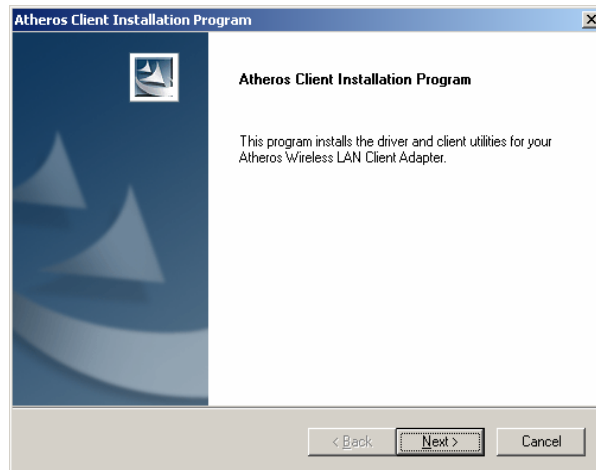 Atheros Client Installation Program
Atheros Client Installation Program
This program installs the driver and client utilities for your
Atheros Wireless LAN Client Adapter.
< Back Next > Cancel